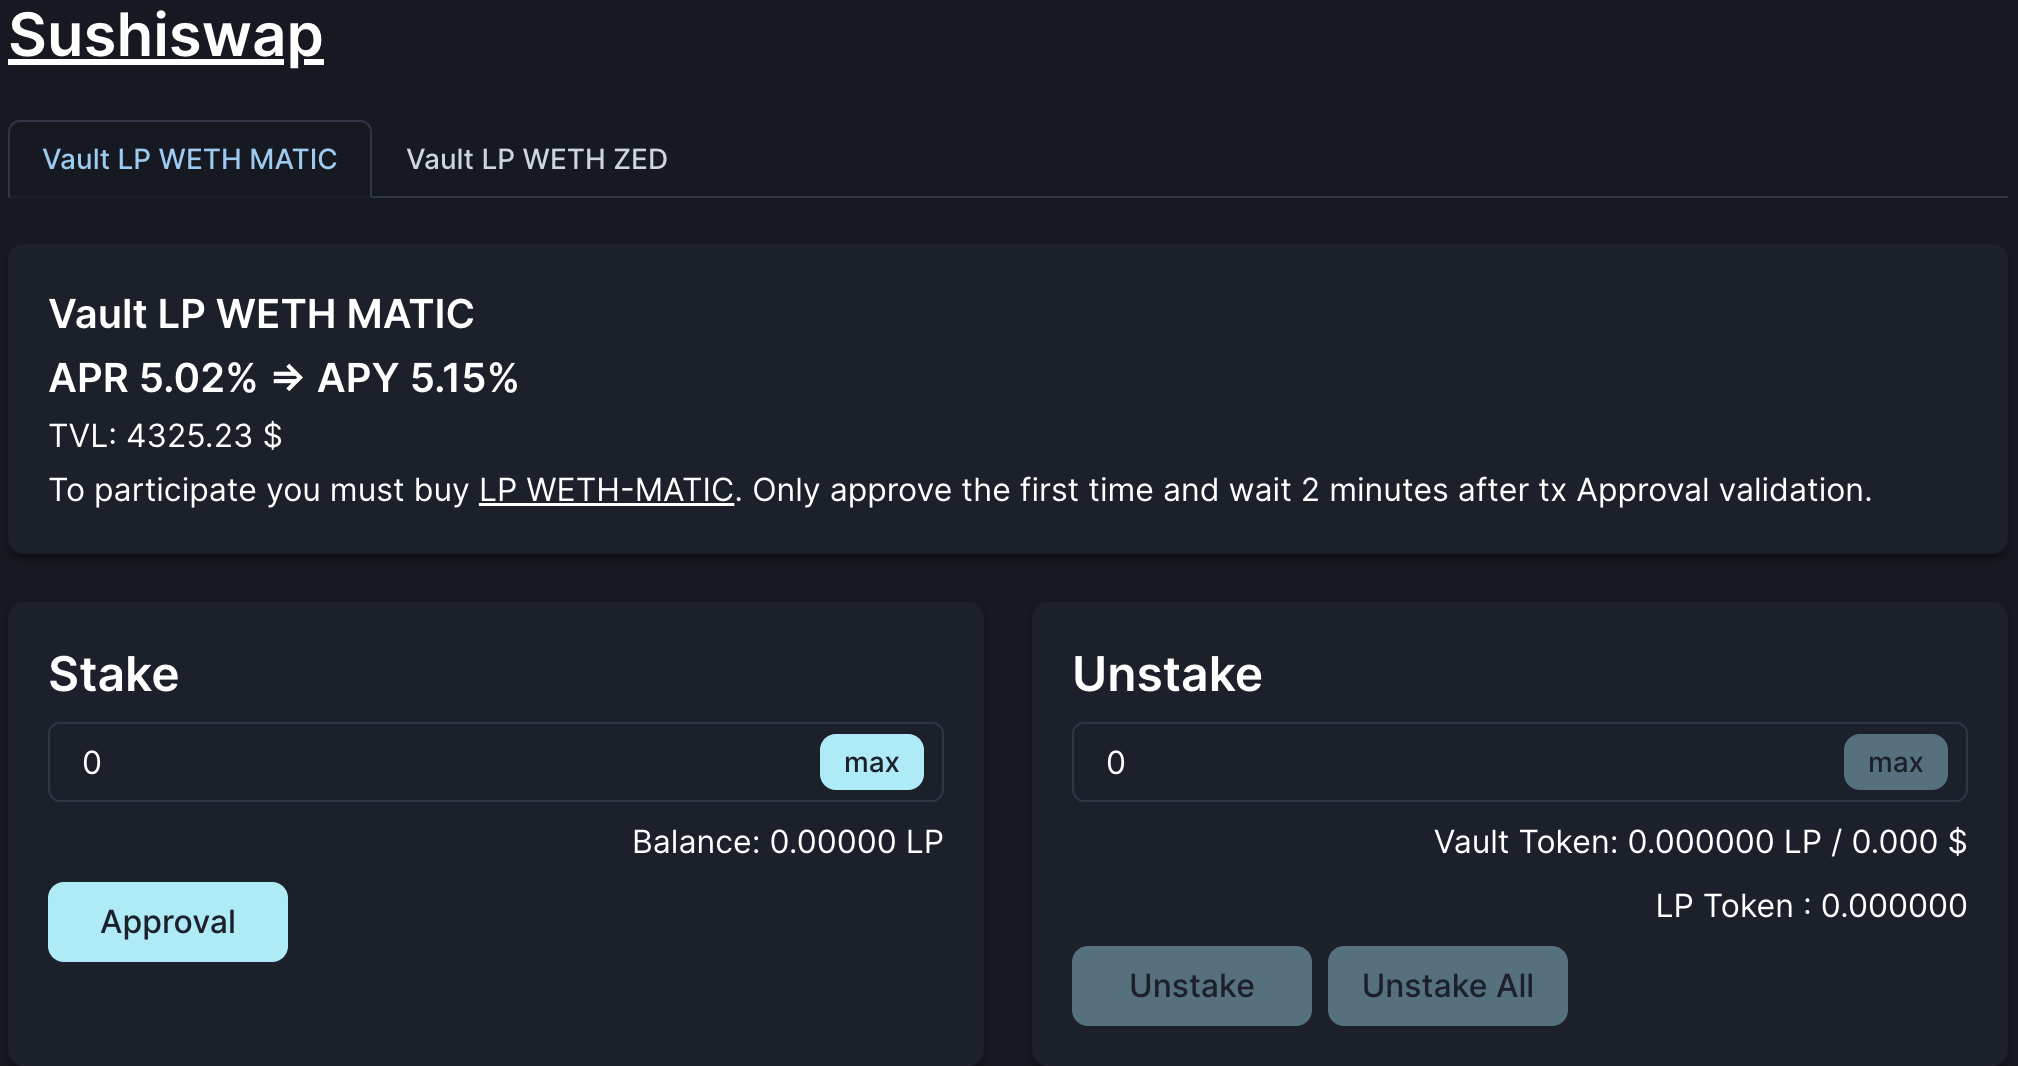 Sushiswap
Vault LP WETH MATIC
Vault LP WETH ZED
Vault LP WETH MATIC
APR 5.02% ⇒ APY 5.15%
TVL: 4325.23 $
To participate you must buy LP WETH-MATIC. Only approve the first time and wait 2 minutes after tx Approval validation.
Stake
0
max
Balance: 0.00000 LP
Approval
Unstake
0
max
Vault Token: 0.000000 LP / 0.000 $
LP Token : 0.000000
Unstake
Unstake All